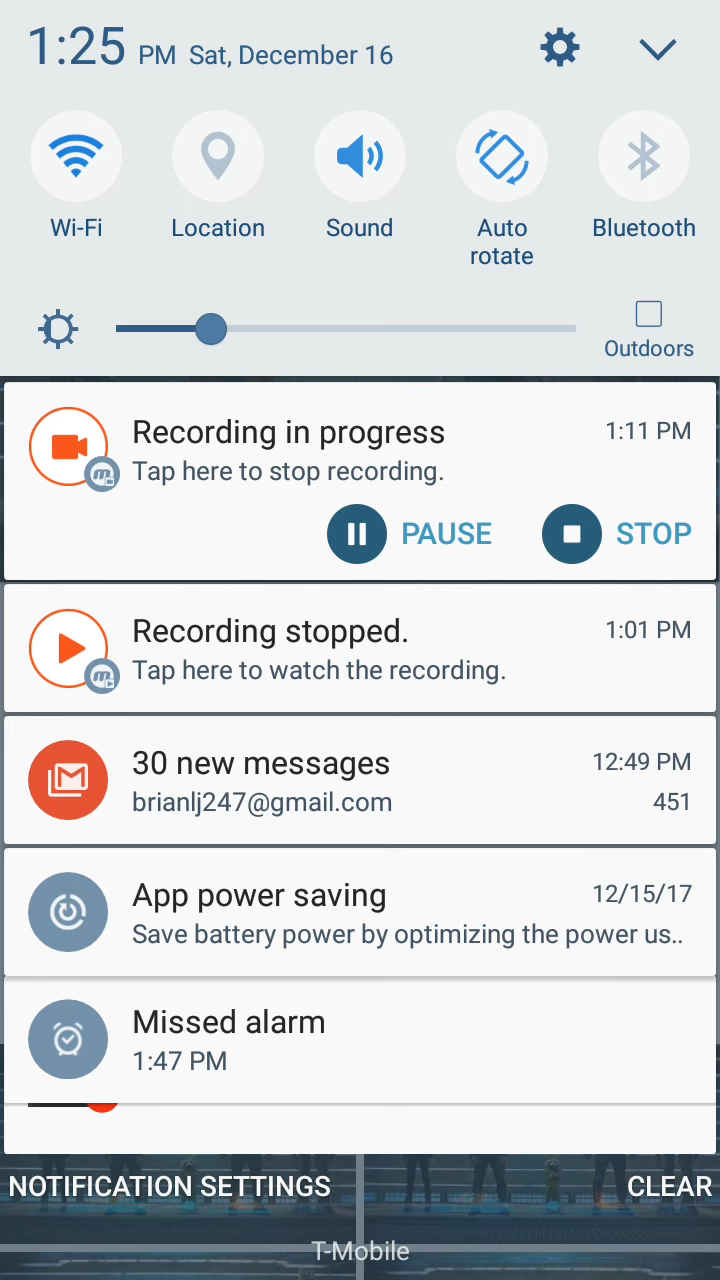 1:25 PM Sat, December 16
Wi-Fi
Location
Sound
Auto
rotate
Bluetooth
Outdoors
Recording in progress 1:11 PM
Tap here to stop recording.
PAUSE STOP
Recording stopped. 1:01 PM
Tap here to watch the recording.
30 new messages 12:49 PM
brianlj247@gmail.com 451
App power saving 12/15/17
Save battery power by optimizing the power us..
Missed alarm
1:47 PM
NOTIFICATION SETTINGS CLEAR
T-Mobile